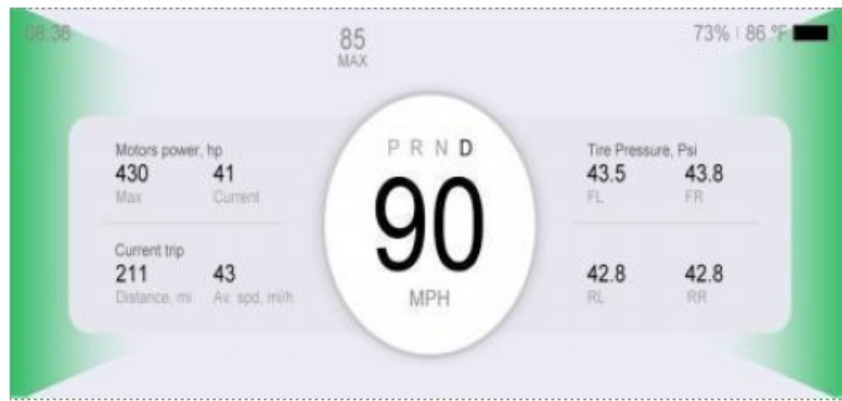 08:36
85
MAX
73% | 86 °F
Motors power, hp
430 41
Max Current
Current trip
211 43
Distance, mi Av. spd, mi\h
P R N D
90
MPH
Tire Pressure, Psi
43.5 43.8
FL FR
42.8 42.8
RL RR